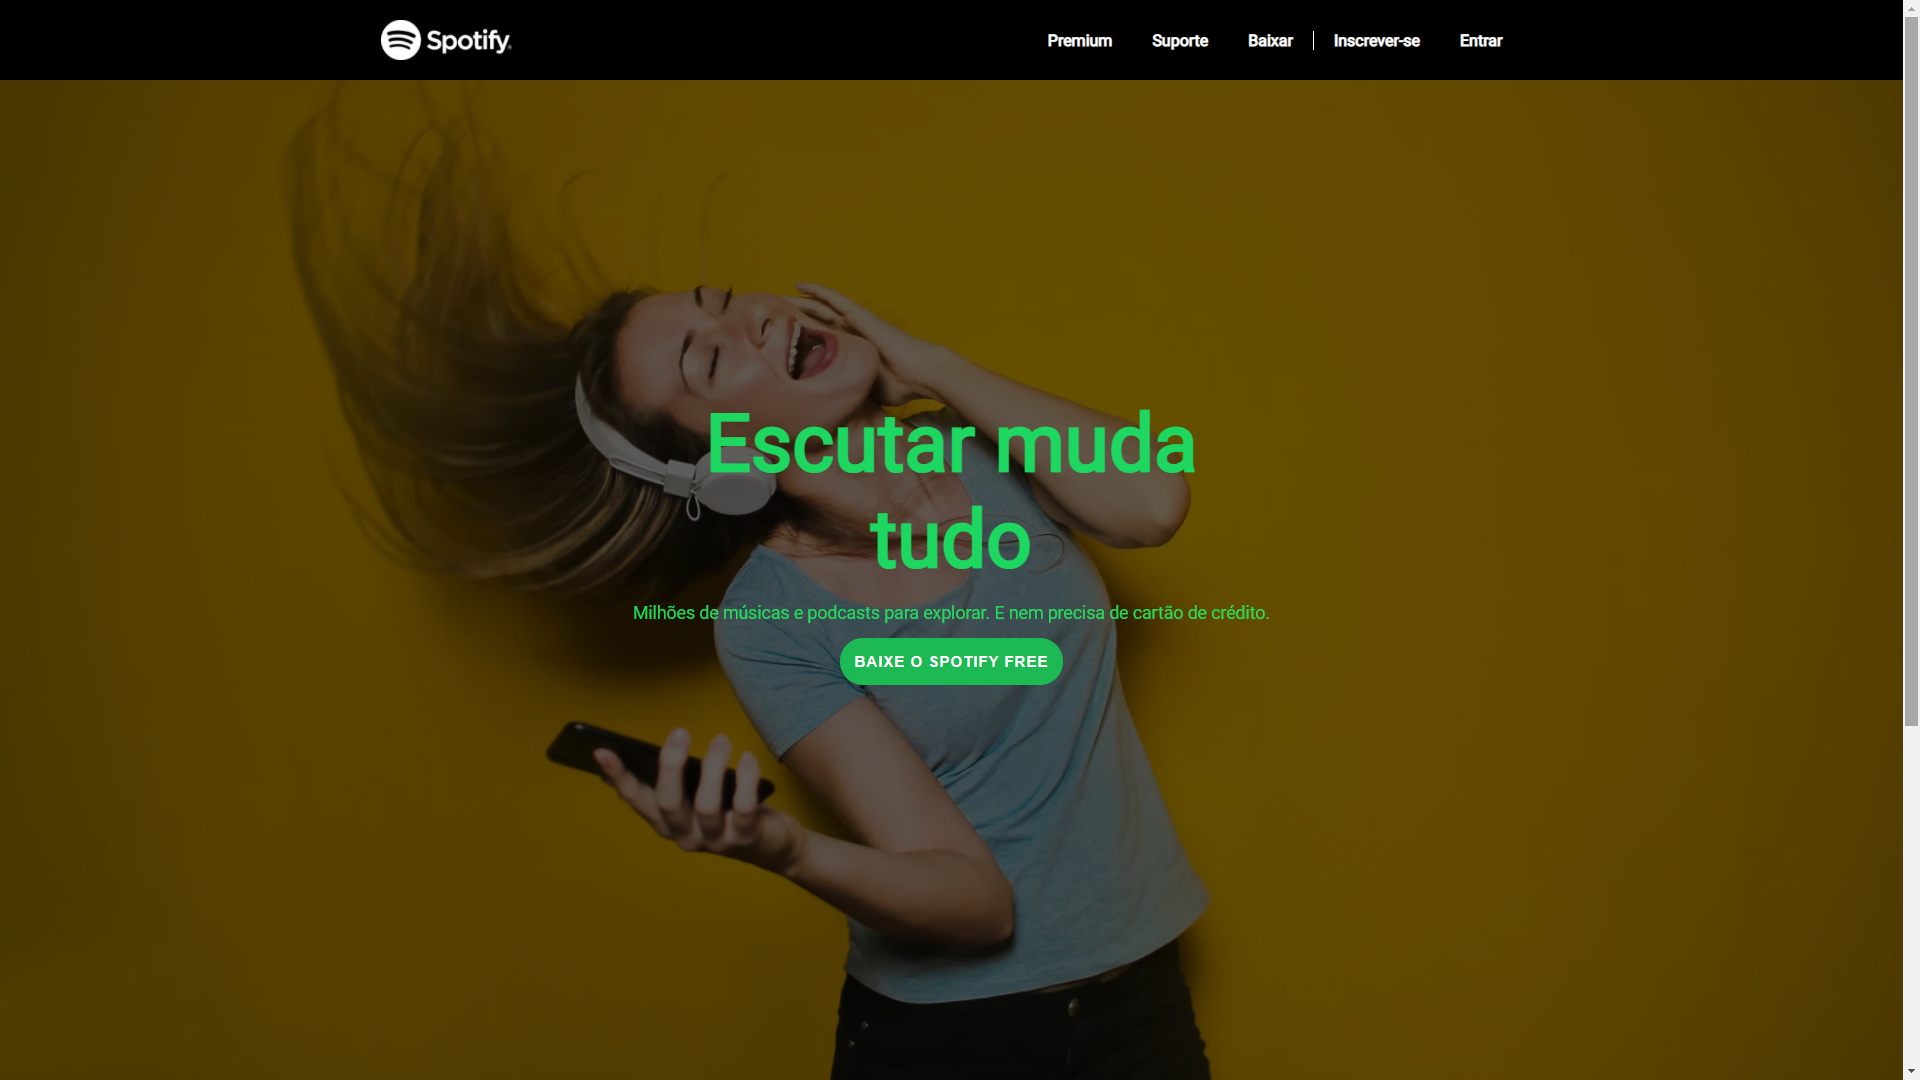 Spotify®
Premium
Suporte
Baixar
Inscrever-se
Entrar
Escutar muda
tudo
Milhões de músicas e podcasts para explorar. E nem precisa de cartão de crédito.
BAIXE O SPOTIFY FREE